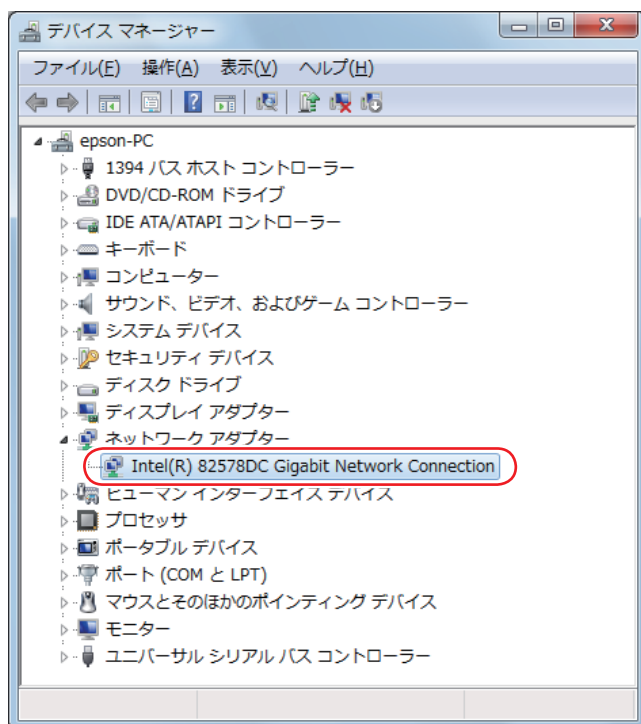 デバイス マネージャー
ファイル(F) 操作(A) 表示(V) ヘルプ(H)
epson-PC
1394 バス ホスト コントローラー
DVD/CD-ROM ドライブ
IDE ATA/ATAPI コントローラー
キーボード
コンピューター
サウンド、ビデオ、およびゲーム コントローラー
システム デバイス
セキュリティ デバイス
ディスク ドライブ
ディスプレイ アダプター
ネットワーク アダプター
Intel(R) 82578DC Gigabit Network Connection
ヒューマン インターフェイス デバイス
プロセッサ
ポータブル デバイス
ポート (COM と LPT)
マウスとそのほかのポインティング デバイス
モニター
ユニバーサル シリアル バス コントローラー